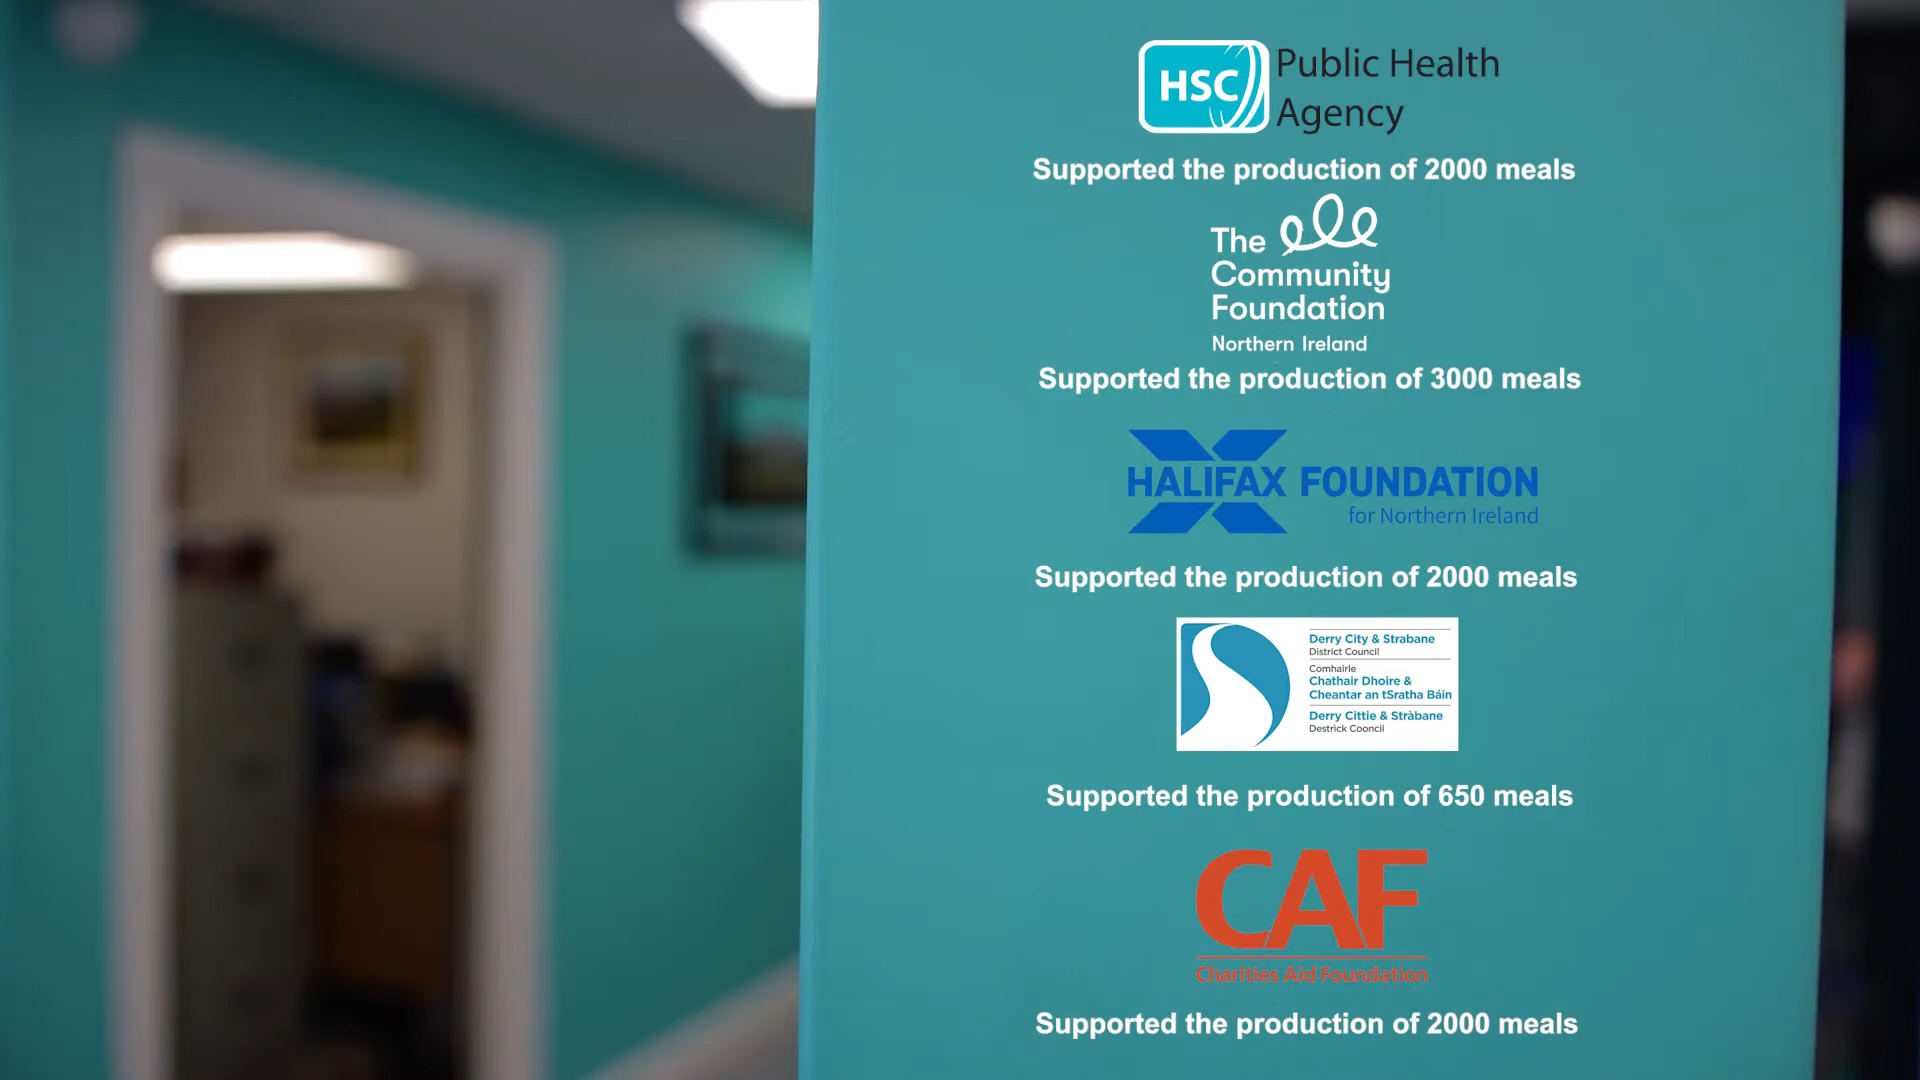 HSC Public Health
Agency
Supported the production of 2000 meals
The
Community
Foundation
Northern Ireland
Supported the production of 3000 meals
HALIFAX FOUNDATION
for Northern Ireland
Supported the production of 2000 meals
Derry City & Strabane
District Council
Comhairle
Chathair Dhoire &
Cheantar an tSratha Báin
Derry Cittie & Stràbane
Destrick Cooncil
Supported the production of 650 meals
CAF
Charities Aid Foundation
Supported the production of 2000 meals